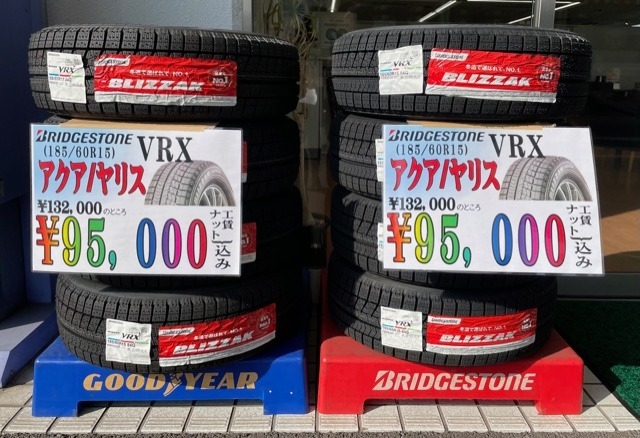 VRX
冬道で選ばれて、NO.1
BLIZZAK
BRIDGESTONE VRX
(185/60R15)
アクア/ヤリス
¥132,000のところ
¥95,000
工賃
ナット
込み
VRX
BLIZZAK
GOODYEAR
VRX
冬道で選ばれて、NO.1
BLIZZAK
BRIDGESTONE VRX
(185/60R15)
アクア/ヤリス
¥132,000のところ
¥95,000
工賃
ナット
込み
VRX
BLIZZAK
BRIDGESTONE